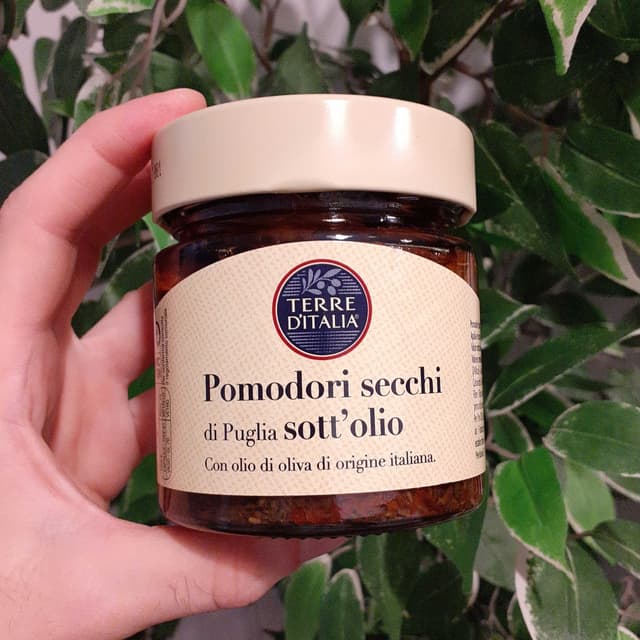 TERRE
D'ITALIA®
Pomodori secchi
di Puglia sott'olio
Con olio di oliva di origine italiana.